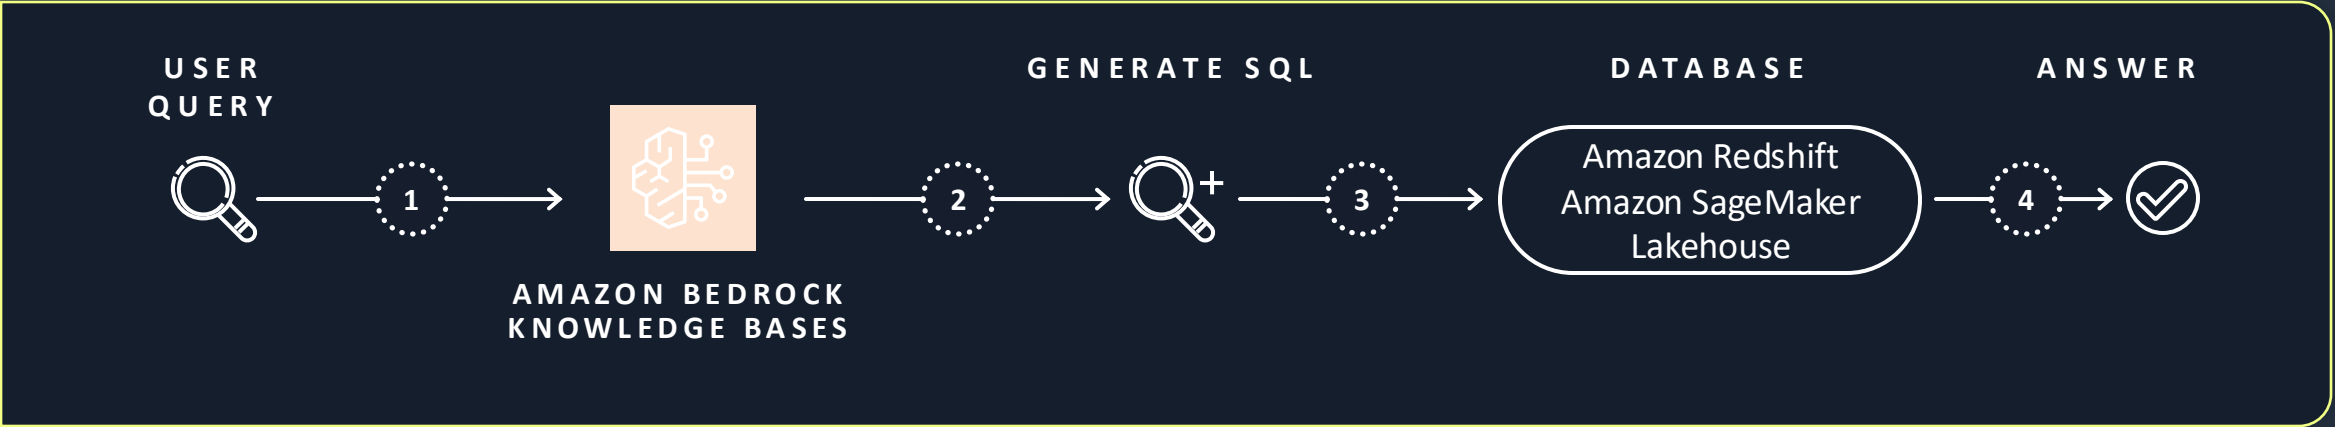 USER
QUERY
1
AMAZON BEDROCK
KNOWLEDGE BASES
2
GENERATE SQL
3
DATABASE
Amazon Redshift
Amazon SageMaker
Lakehouse
4
ANSWER